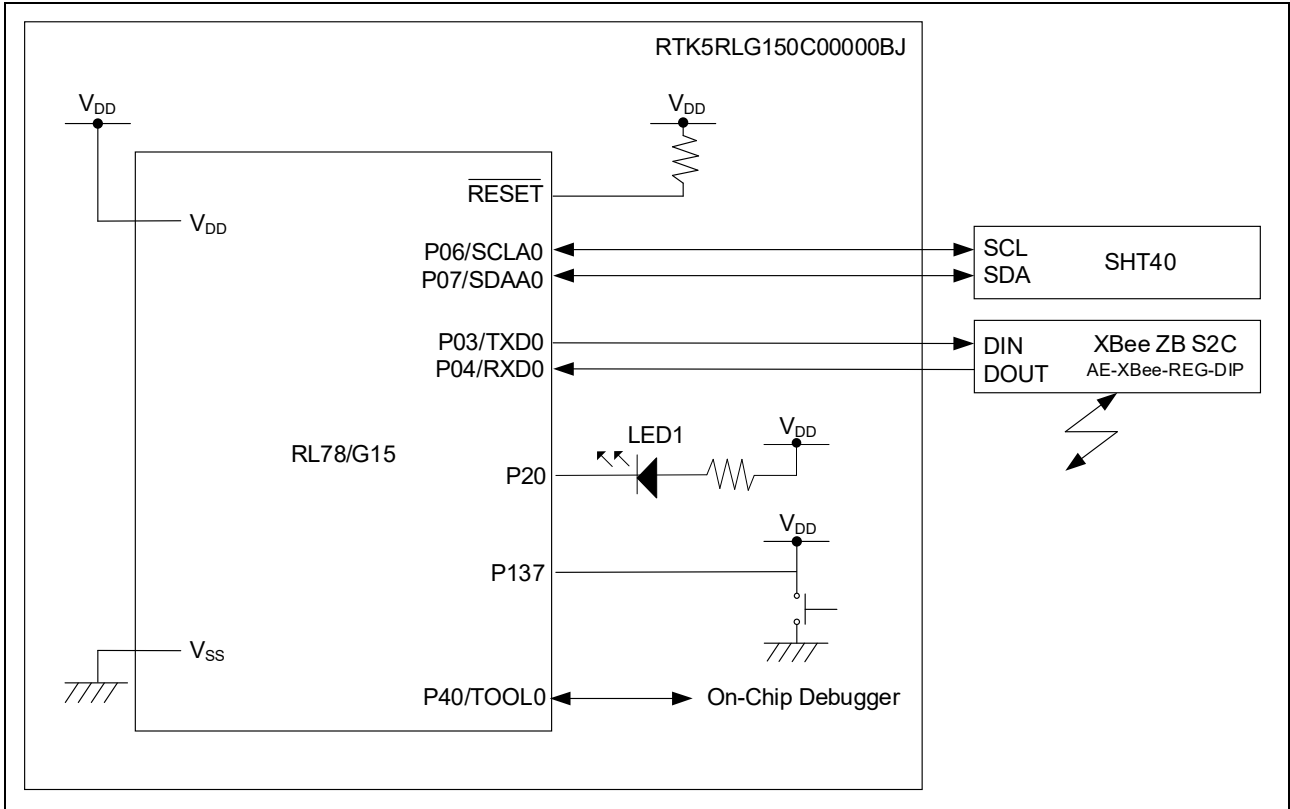 RTK5RLG150C00000BJ
VDD
VDD
RESET
VDD
P06/SCLA0
SCL
SHT40
P07/SDAA0
SDA
P03/TXD0
DIN
XBee ZB S2C
P04/RXD0
DOUT
AE-XBee-REG-DIP
VDD
LED1
RL78/G15
P20
VDD
P137
VSS
P40/TOOL0
On-Chip Debugger